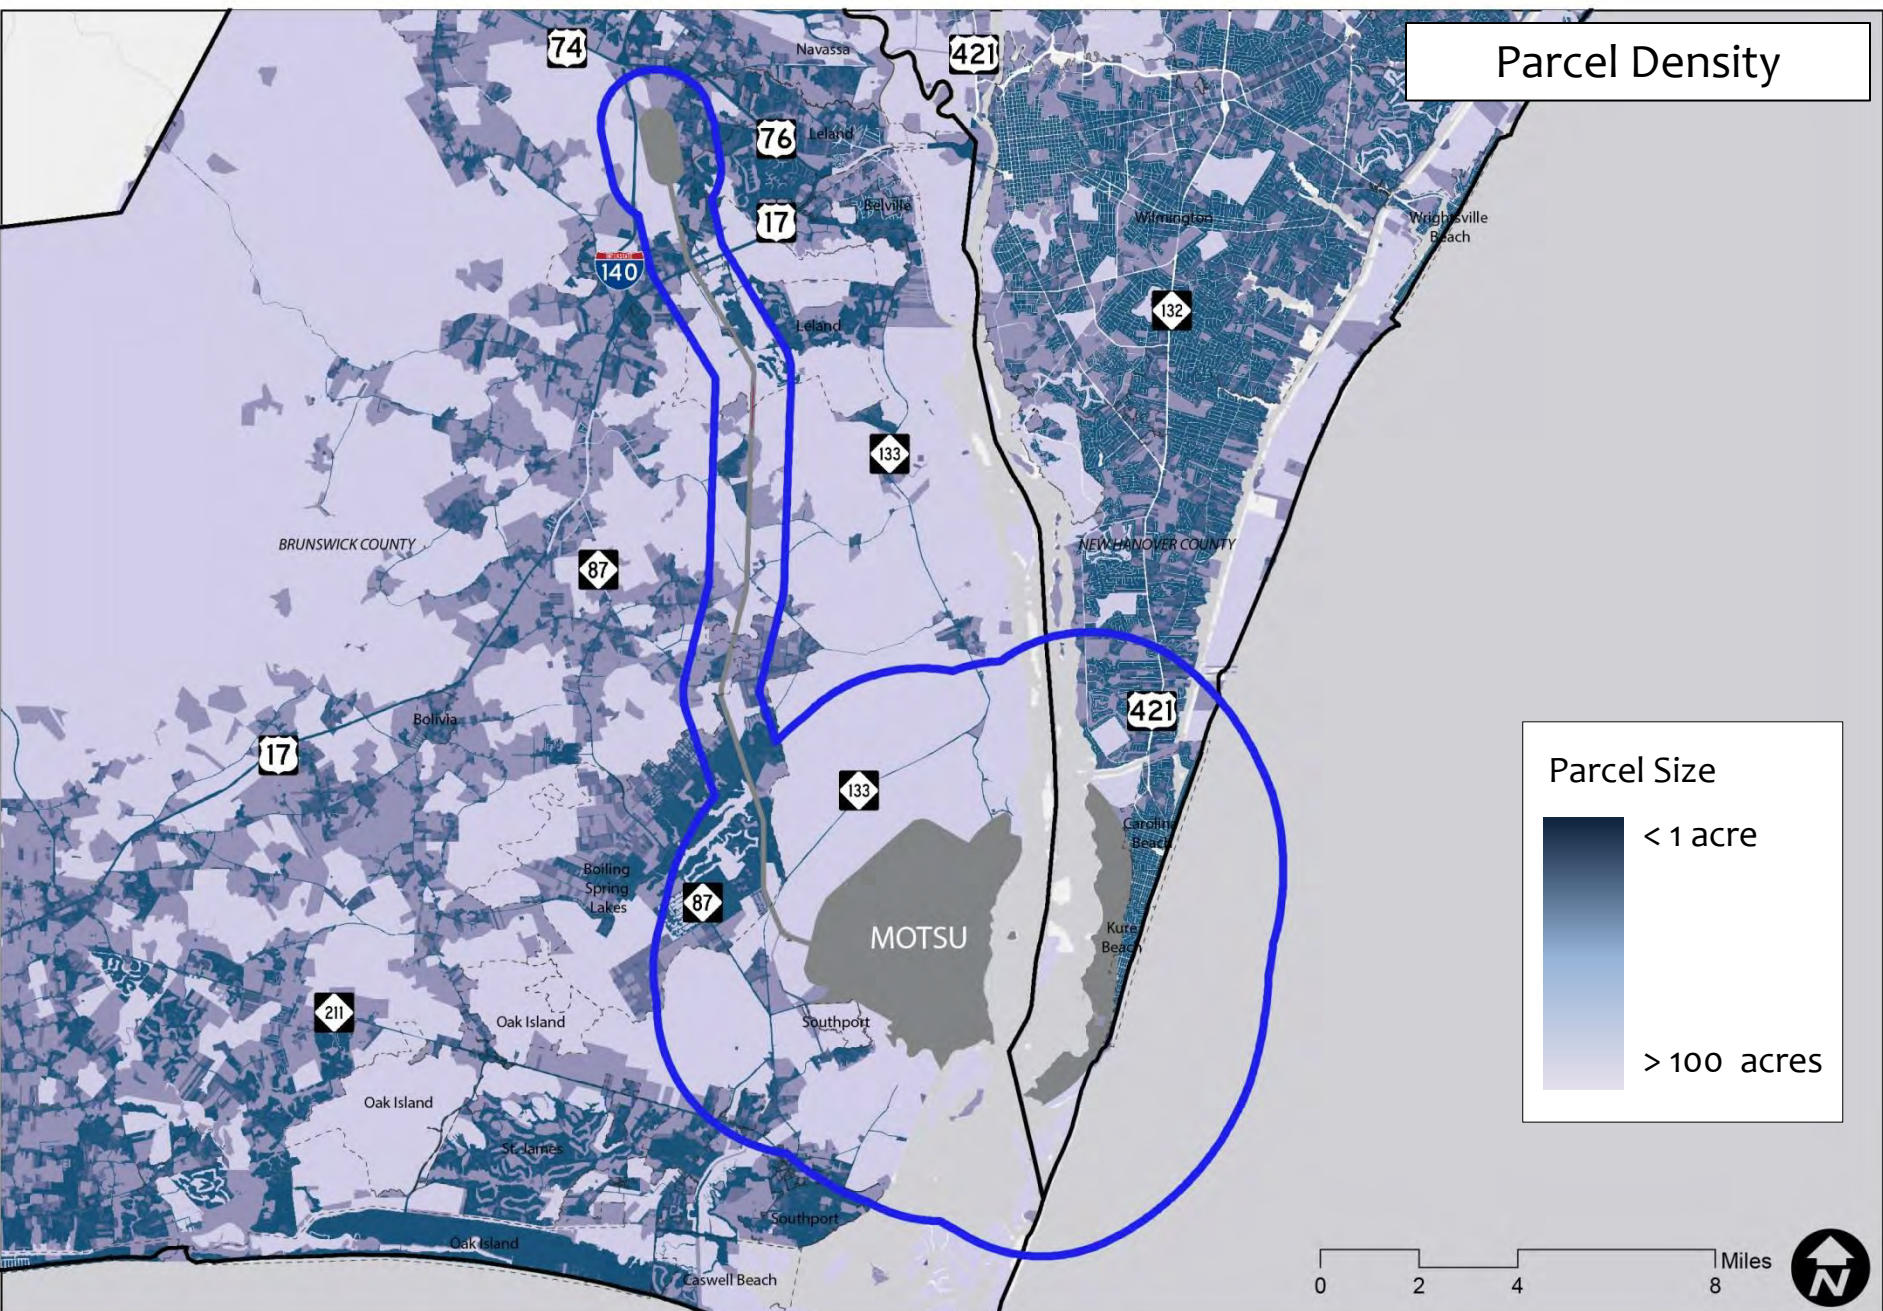 Parcel Density
74
Navassa
421
76
Leland
17
Belville
Wilmington
Wrightsville
Beach
INTERSTATE
140
132
Leland
133
BRUNSWICK COUNTY
NEW HANOVER COUNTY
87
Bolivia
17
421
133
Carolina
Beach
Boiling
Spring
Lakes
87
MOTSU
Kure
Beach
211
Oak Island
Southport
Oak Island
St. James
Southport
Oak Island
Caswell Beach
Parcel Size
< 1 acre
> 100 acres
Miles
0 2 4 8
N